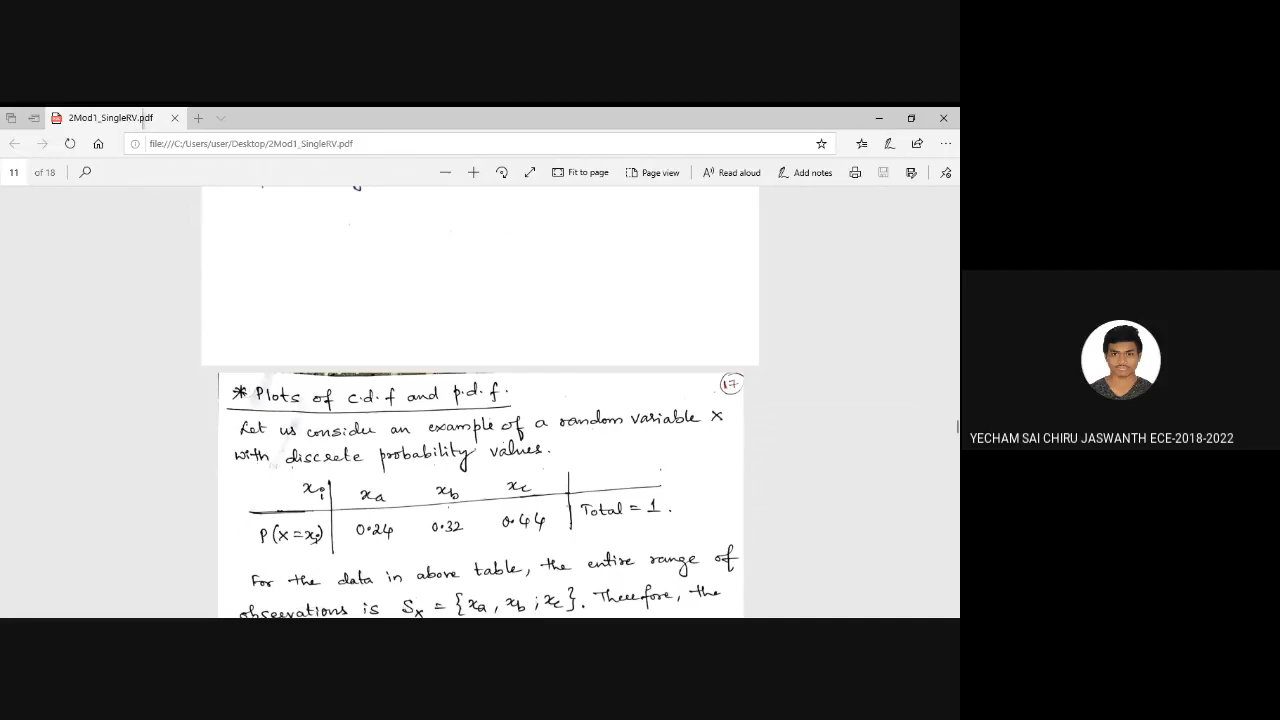 2Mod1_SingleRV.pdf
file:///C:/Users/user/Desktop/2Mod1_SingleRV.pdf
11 of 18
Fit to page
Page view
Read aloud
Add notes
* Plots of c.d.f and p.d.f.
17
Let us consider an example of a random variable X
with discrete probability values.
xi xa xb xc
P(X=xi) 0.24 0.32 0.44 Total = 1.
For the data in above table, the entire range of
observations is Sx = {xa, xb; xc}. Therefore, the
YECHAM SAI CHIRU JASWANTH ECE-2018-2022